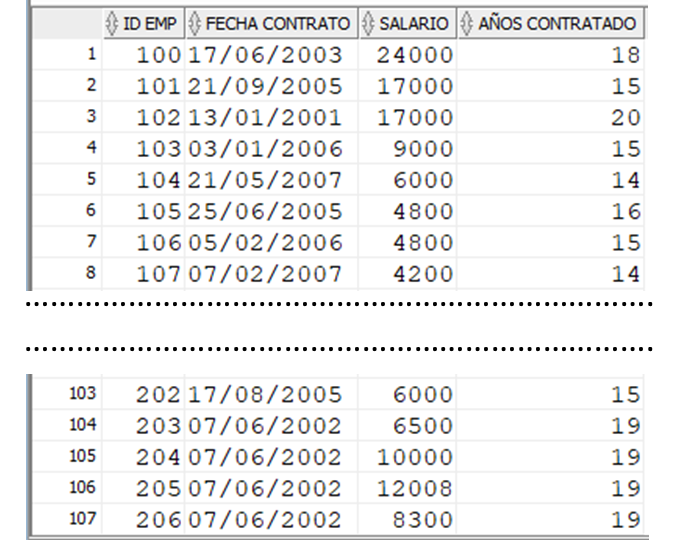 ID EMP FECHA CONTRATO SALARIO AÑOS CONTRATADO
1 100 17/06/2003 24000 18
2 101 21/09/2005 17000 15
3 102 13/01/2001 17000 20
4 103 03/01/2006 9000 15
5 104 21/05/2007 6000 14
6 105 25/06/2005 4800 16
7 106 05/02/2006 4800 15
8 107 07/02/2007 4200 14
103 202 17/08/2005 6000 15
104 203 07/06/2002 6500 19
105 204 07/06/2002 10000 19
106 205 07/06/2002 12008 19
107 206 07/06/2002 8300 19